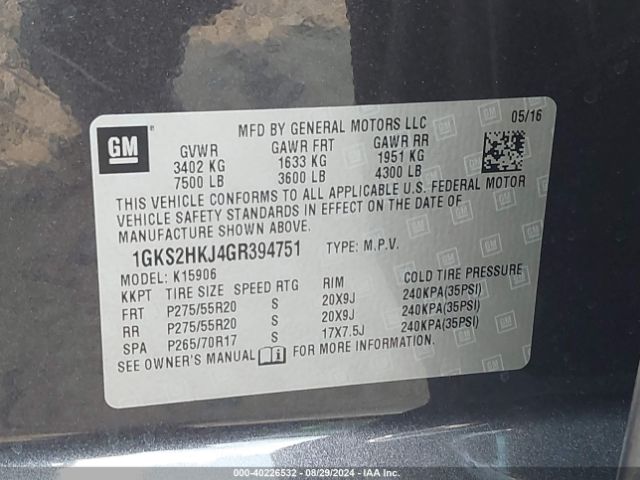 GM
MFD BY GENERAL MOTORS LLC
05/16
GVWR GAWR FRT GAWR RR
3402 KG 1633 KG 1951 KG
7500 LB 3600 LB 4300 LB
THIS VEHICLE CONFORMS TO ALL APPLICABLE U.S. FEDERAL MOTOR
VEHICLE SAFETY STANDARDS IN EFFECT ON THE DATE OF
MANUFACTURE SHOWN ABOVE.
1GKS2HKJ4GR394751 TYPE: M.P.V.
MODEL: K15906
KKPT TIRE SIZE SPEED RTG RIM COLD TIRE PRESSURE
FRT P275/55R20 S 20X9J 240KPA(35PSI)
RR P275/55R20 S 20X9J 240KPA(35PSI)
SPA P265/70R17 S 17X7.5J 240KPA(35PSI)
SEE OWNER'S MANUAL FOR MORE INFORMATION.
000-40226532 - 08/29/2024 - IAA Inc.